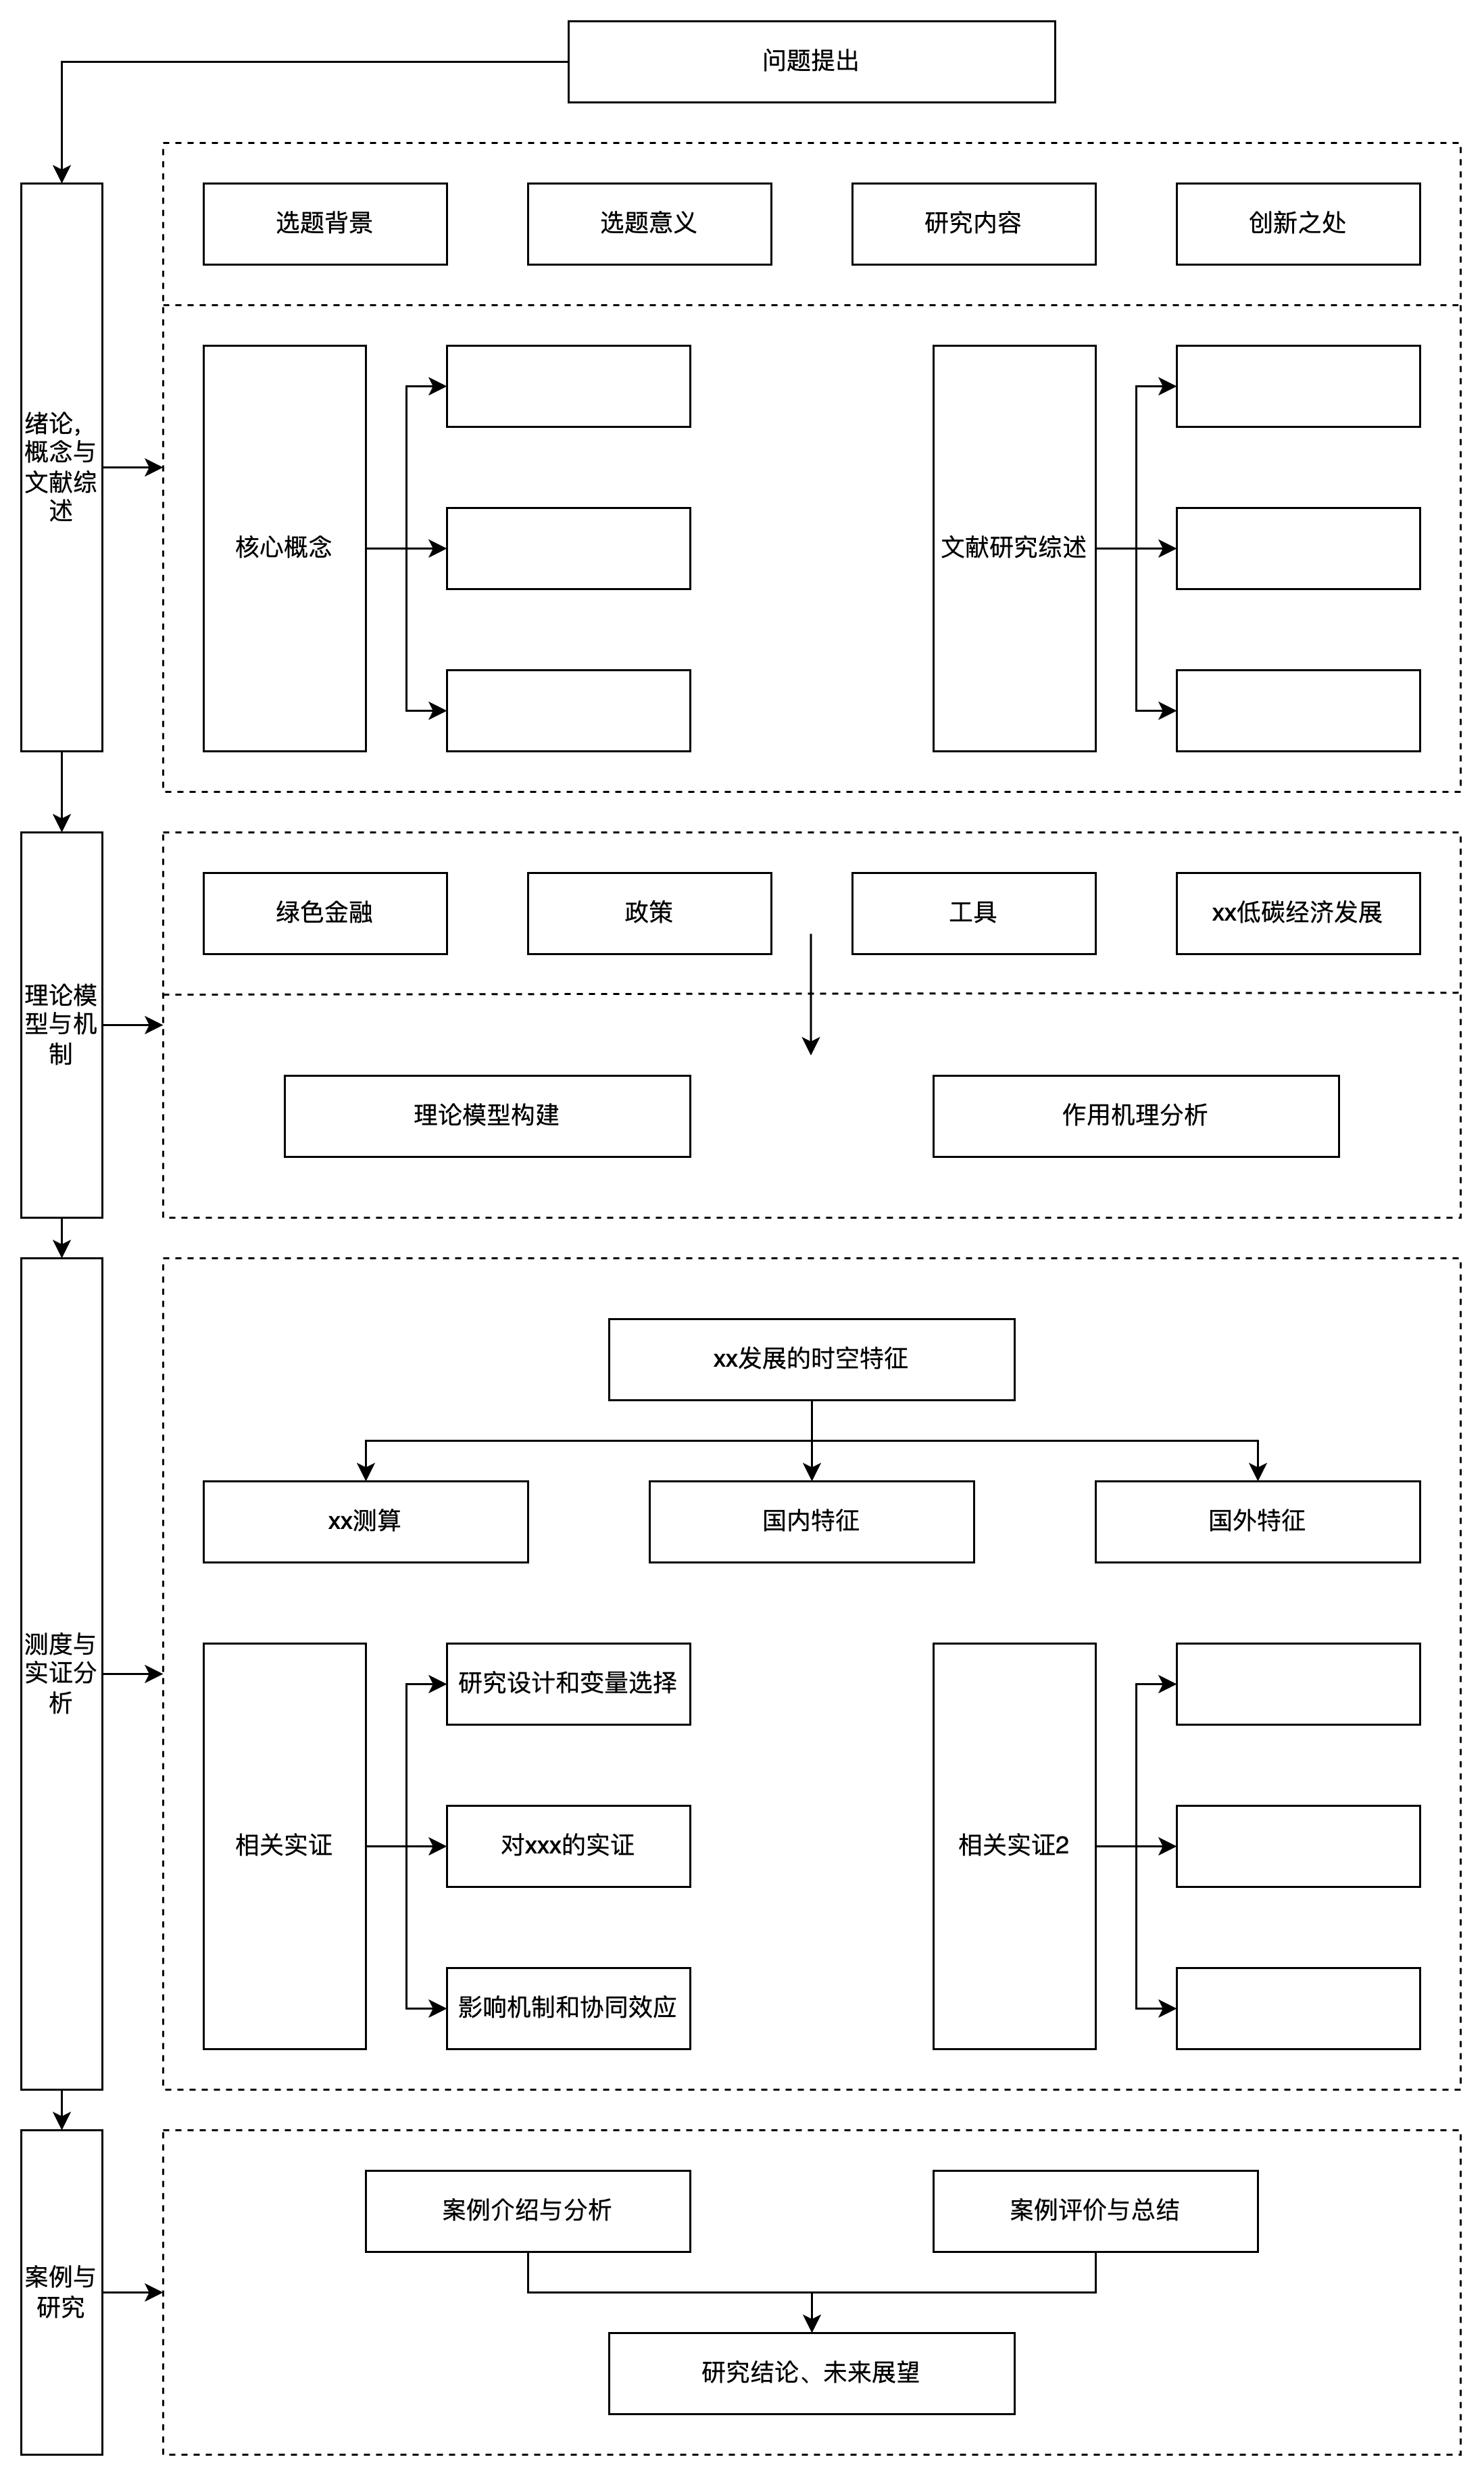 问题提出
选题背景
选题意义
研究内容
创新之处
绪论，
概念与
文献综
述
核心概念
文献研究综述
绿色金融
政策
工具
xx低碳经济发展
理论模
型与机
制
理论模型构建
作用机理分析
xx发展的时空特征
xx测算
国内特征
国外特征
测度与
实证分
析
相关实证
研究设计和变量选择
对xxx的实证
影响机制和协同效应
相关实证2
案例与
研究
案例介绍与分析
案例评价与总结
研究结论、未来展望